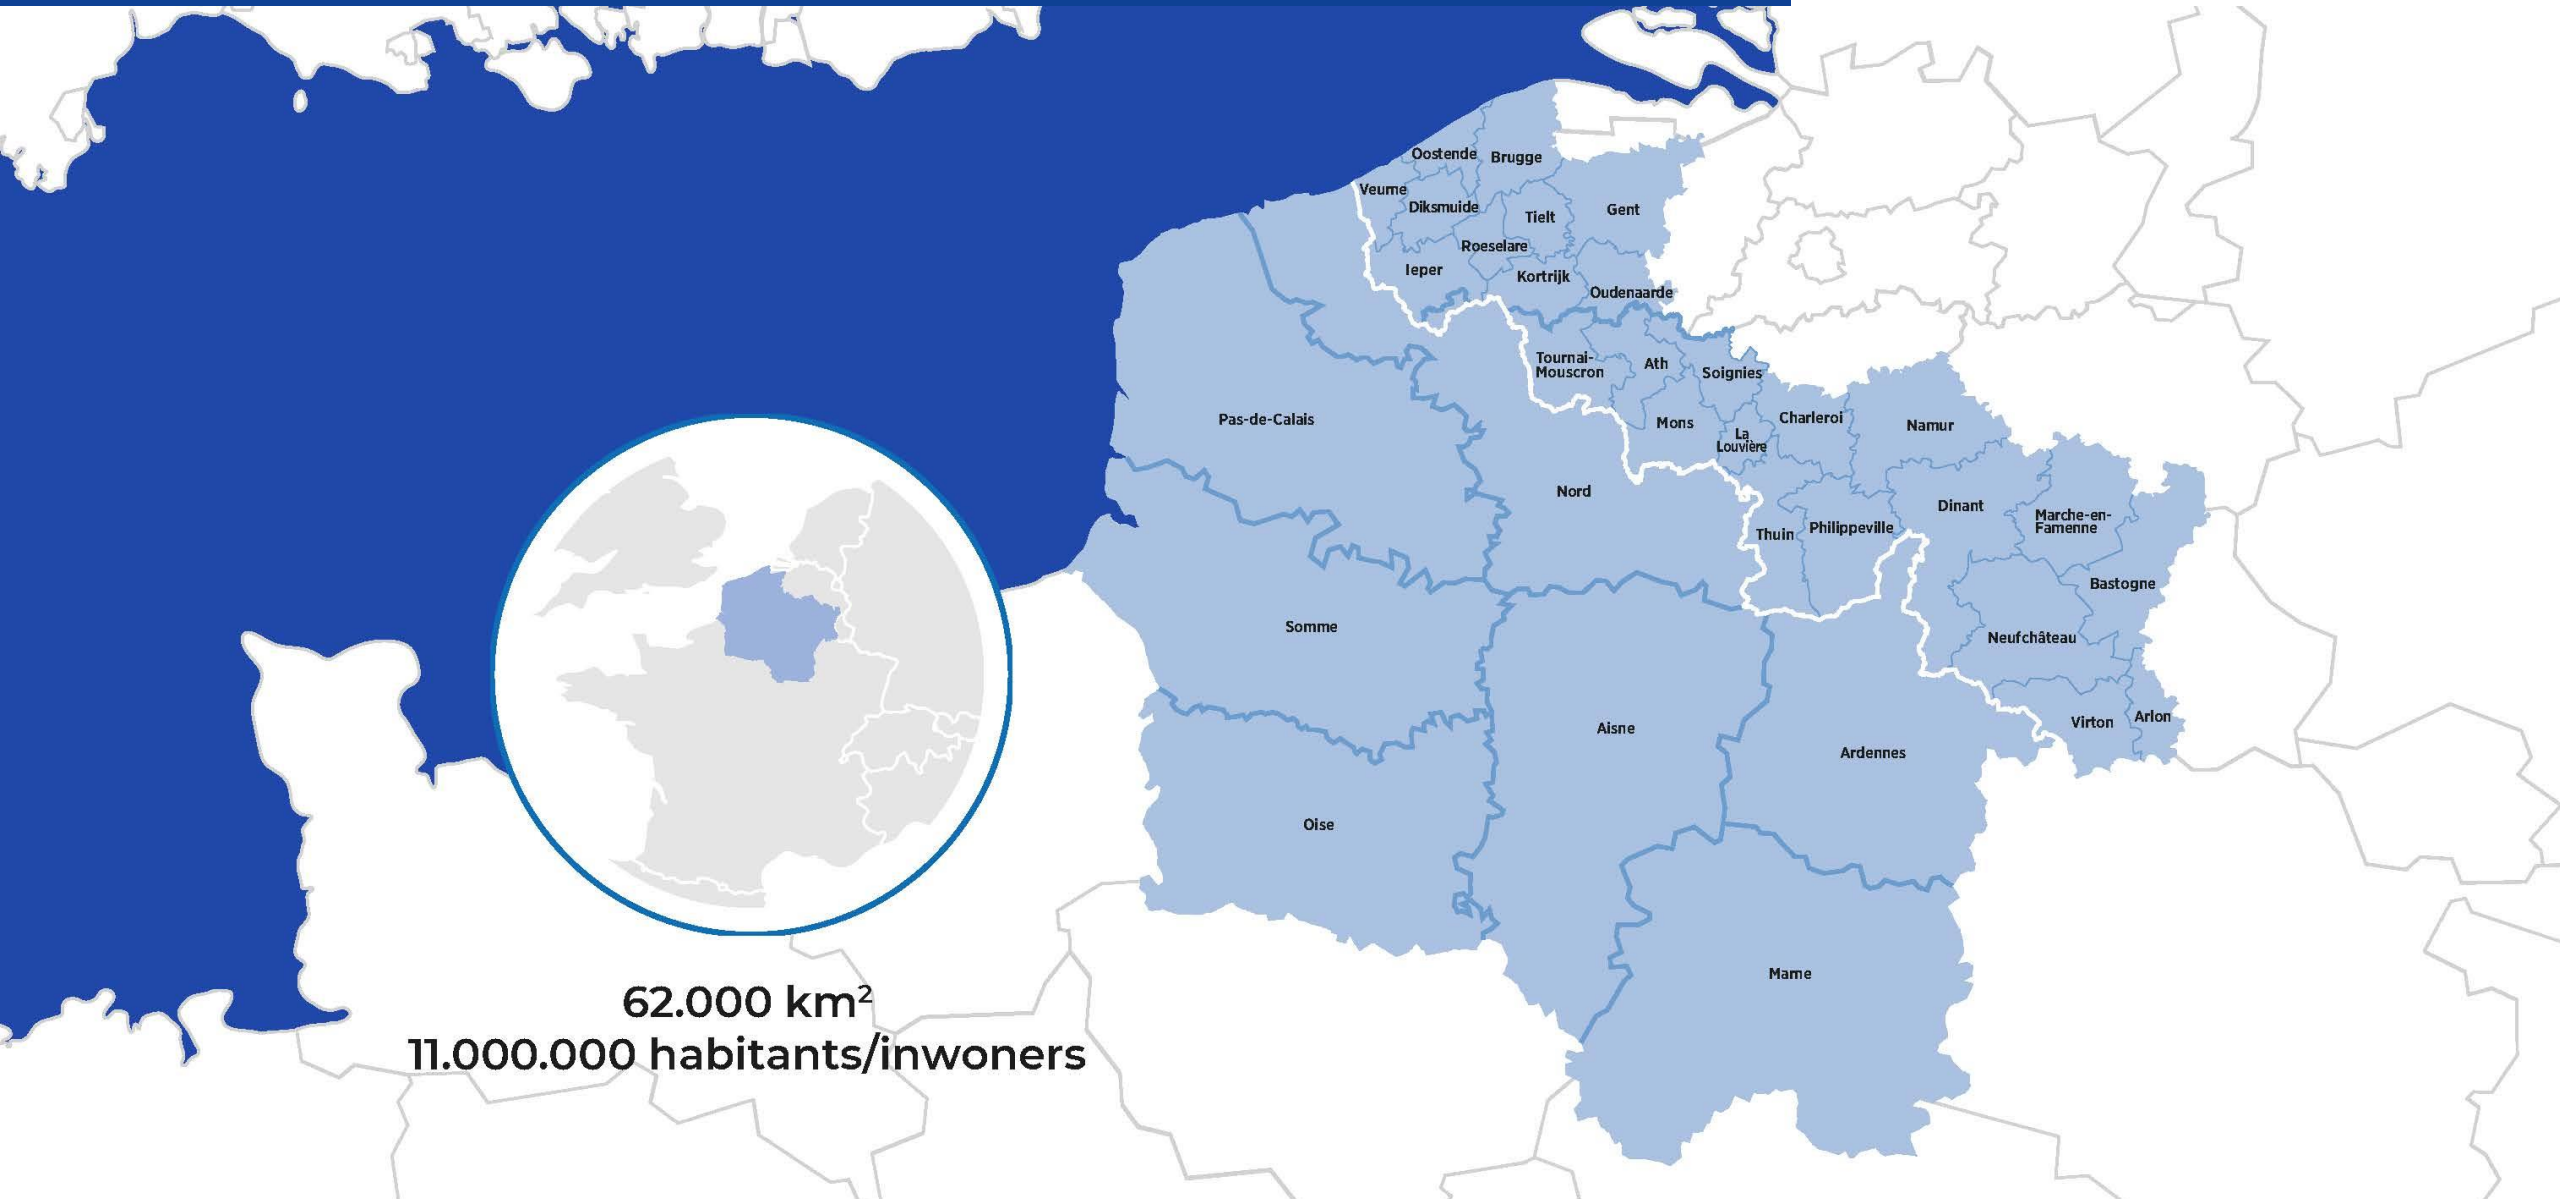 Oostende
Brugge
Veurne
Diksmuide
Tielt
Gent
Roeselare
Ieper
Kortrijk
Oudenaarde
Tournai-
Mouscron
Ath
Soignies
Pas-de-Calais
Mons
La
Louvière
Charleroi
Namur
Nord
Thuin
Philippeville
Dinant
Marche-en-
Famenne
Bastogne
Somme
Neufchâteau
Aisne
Virton
Arlon
Ardennes
Oise
Marne
62.000 km²
11.000.000 habitants/inwoners